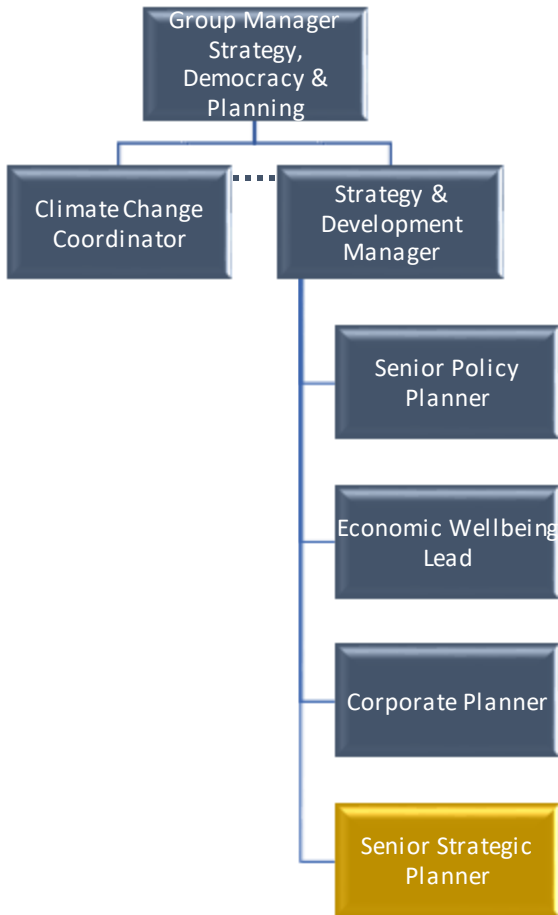 Group Manager
Strategy,
Democracy &
Planning
Climate Change
Coordinator
Strategy &
Development
Manager
Senior Policy
Planner
Economic Wellbeing
Lead
Corporate Planner
Senior Strategic
Planner